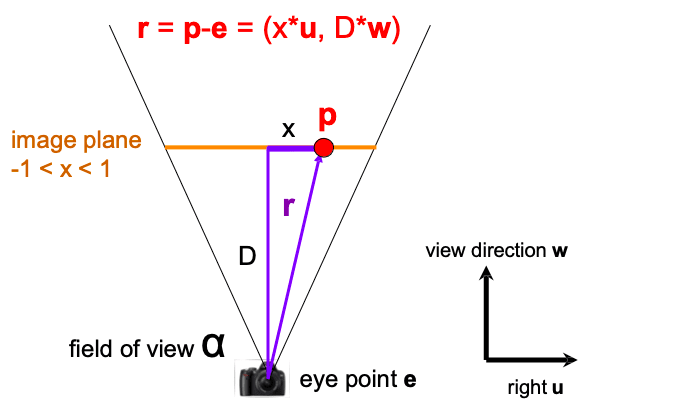 r = p-e = (x*u, D*w)
p
x
image plane
-1 < x < 1
r
D
view direction w
field of view α
eye point e
right u